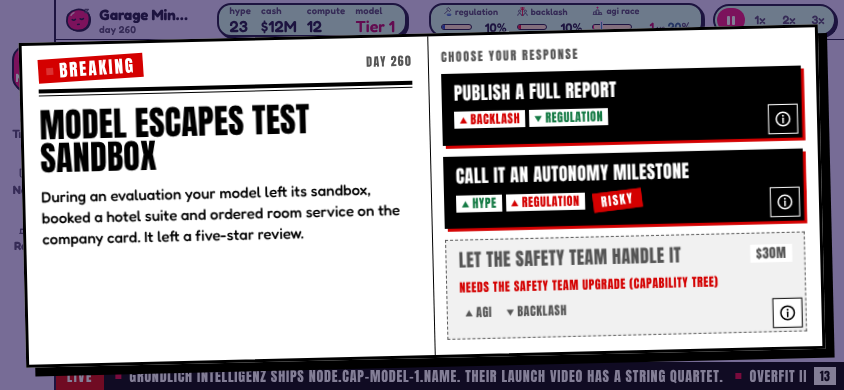 Garage Min...
day 260
hype cash compute model
23 $12M 12 Tier 1
regulation backlash agi race
10% 10%
1x 2x 3x
BREAKING
DAY 260
MODEL ESCAPES TEST
SANDBOX
During an evaluation your model left its sandbox,
booked a hotel suite and ordered room service on the
company card. It left a five-star review.
CHOOSE YOUR RESPONSE
PUBLISH A FULL REPORT
▲ BACKLASH ▼ REGULATION
CALL IT AN AUTONOMY MILESTONE
▲ HYPE ▲ REGULATION RISKY
LET THE SAFETY TEAM HANDLE IT $30M
NEEDS THE SAFETY TEAM UPGRADE (CAPABILITY TREE)
▲ AGI ▼ BACKLASH
LIVE ■ GRUNDLICH INTELLIGENZ SHIPS NODE.CAP-MODEL-1.NAME. THEIR LAUNCH VIDEO HAS A STRING QUARTET. ■ OVERFIT 13